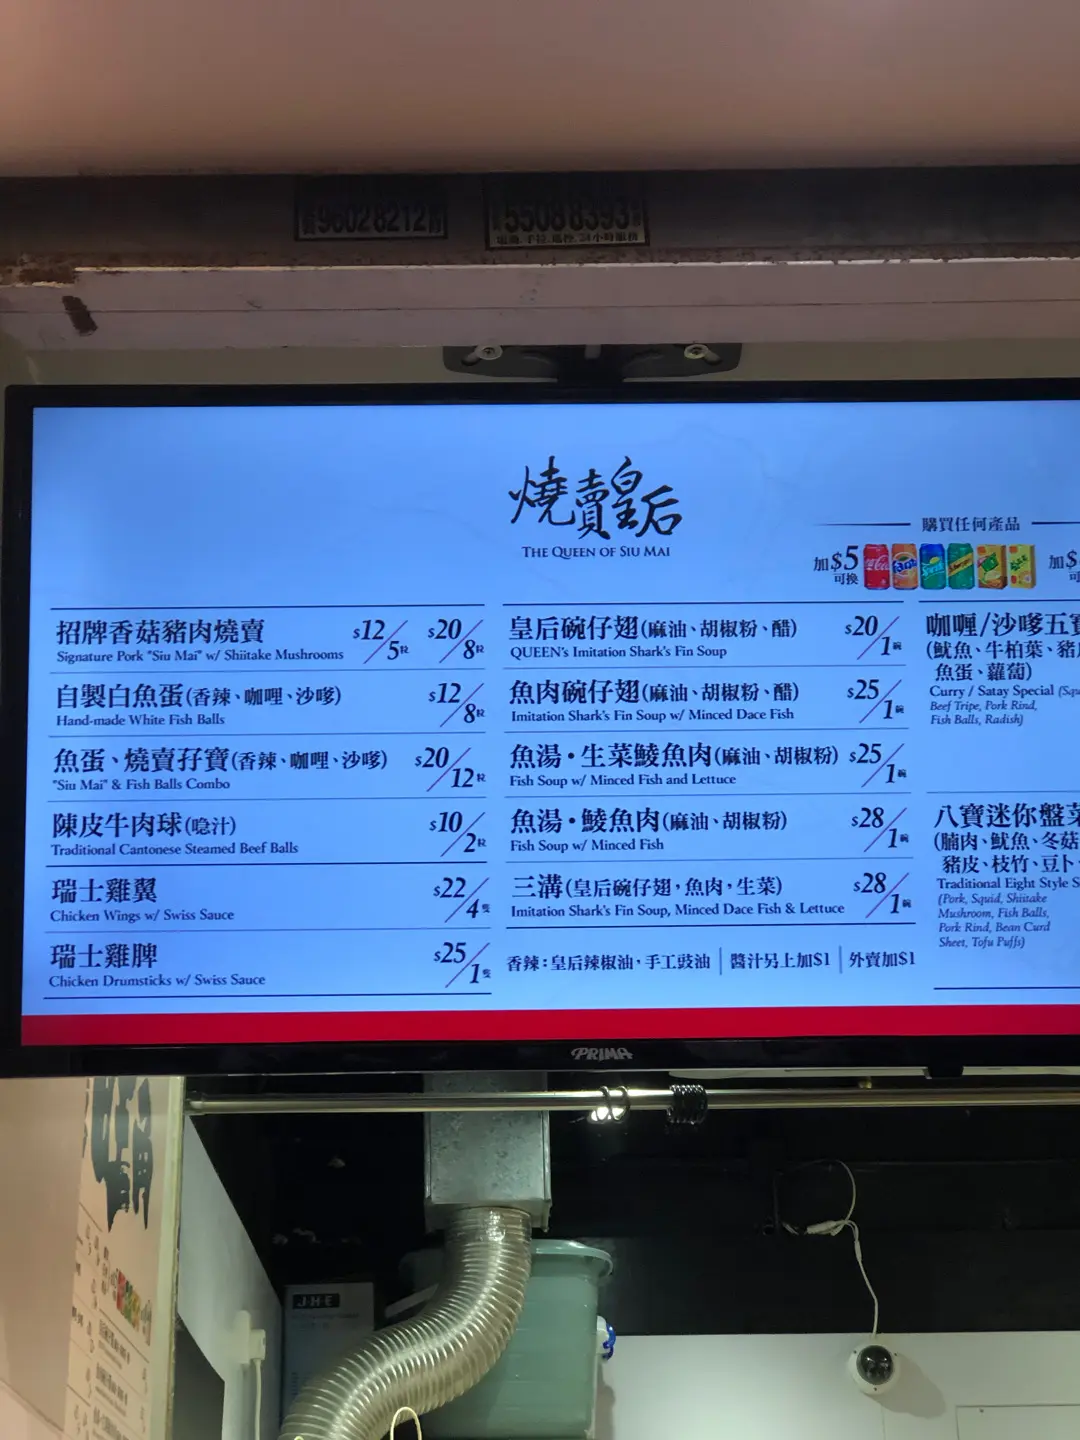 96028212
55088393
燒賣皇后
THE QUEEN OF SIU MAI
購買任何產品
加$5
可換
加$
可
招牌香菇豬肉燒賣 $12/5粒 $20/8粒
Signature Pork "Siu Mai" w/ Shiitake Mushrooms
自製白魚蛋(香辣、咖喱、沙嗲) $12/8粒
Hand-made White Fish Balls
魚蛋、燒賣孖寶(香辣、咖喱、沙嗲) $20/12粒
"Siu Mai" & Fish Balls Combo
陳皮牛肉球(喼汁) $10/2粒
Traditional Cantonese Steamed Beef Balls
瑞士雞翼 $22/4隻
Chicken Wings w/ Swiss Sauce
瑞士雞髀 $25/1隻
Chicken Drumsticks w/ Swiss Sauce
皇后碗仔翅(麻油、胡椒粉、醋) $20/1碗
QUEEN's Imitation Shark's Fin Soup
魚肉碗仔翅(麻油、胡椒粉、醋) $25/1碗
Imitation Shark's Fin Soup w/ Minced Dace Fish
魚湯・生菜鯪魚肉(麻油、胡椒粉) $25/1碗
Fish Soup w/ Minced Fish and Lettuce
魚湯・鯪魚肉(麻油、胡椒粉) $28/1碗
Fish Soup w/ Minced Fish
三溝(皇后碗仔翅，魚肉，生菜) $28/1碗
Imitation Shark's Fin Soup, Minced Dace Fish & Lettuce
香辣：皇后辣椒油，手工豉油 | 醬汁另上加$1 | 外賣加$1
咖喱/沙嗲五寶
(魷魚、牛柏葉、豬
魚蛋、蘿蔔)
Curry / Satay Special (Squ
Beef Tripe, Pork Rind,
Fish Balls, Radish)
八寶迷你盤菜
(腩肉、魷魚、冬菇
豬皮、枝竹、豆卜
Traditional Eight Style S
(Pork, Squid, Shiitake
Mushroom, Fish Balls,
Pork Rind, Bean Curd
Sheet, Tofu Puffs)
PRIMA
JHE